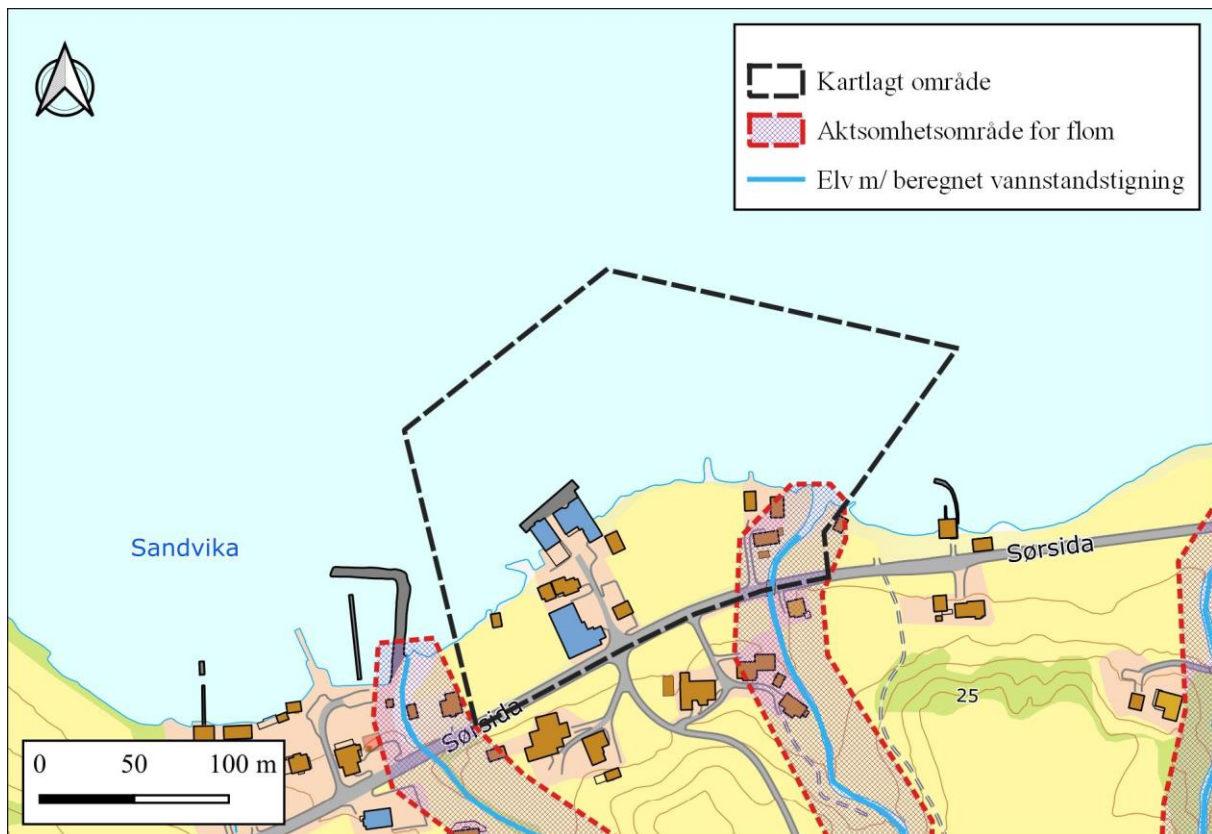 Kartlagt område
Aktsomhetsområde for flom
Elv m/ beregnet vannstandstigning
Sandvika
Sørsida
Sørsida
25
0 50 100 m